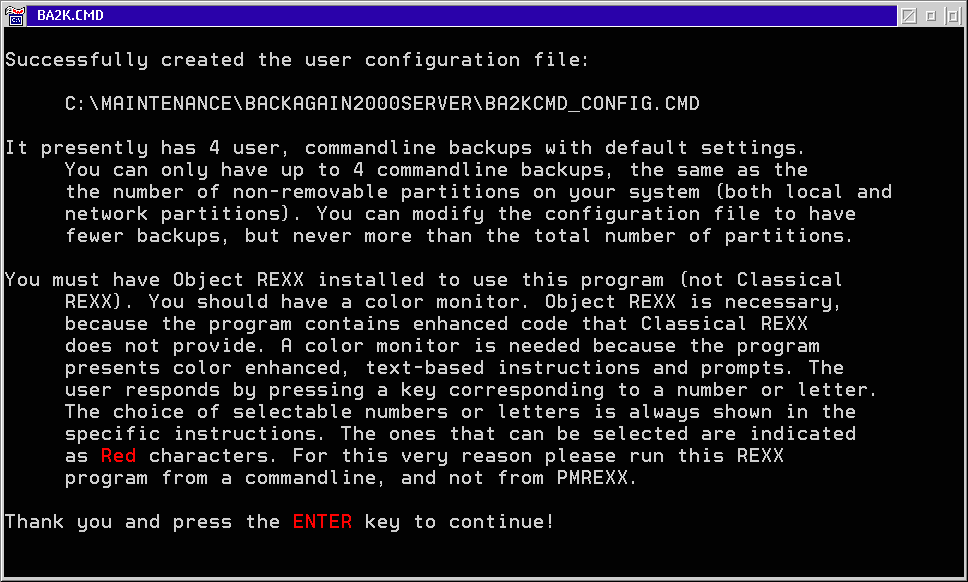 BA2K.CMD
Successfully created the user configuration file:
C:\MAINTENANCE\BACKAGAIN2000SERVER\BA2KCMD_CONFIG.CMD
It presently has 4 user, commandline backups with default settings.
You can only have up to 4 commandline backups, the same as the
the number of non-removable partitions on your system (both local and
network partitions). You can modify the configuration file to have
fewer backups, but never more than the total number of partitions.
You must have Object REXX installed to use this program (not Classical
REXX). You should have a color monitor. Object REXX is necessary,
because the program contains enhanced code that Classical REXX
does not provide. A color monitor is needed because the program
presents color enhanced, text-based instructions and prompts. The
user responds by pressing a key corresponding to a number or letter.
The choice of selectable numbers or letters is always shown in the
specific instructions. The ones that can be selected are indicated
as Red characters. For this very reason please run this REXX
program from a commandline, and not from PMREXX.
Thank you and press the ENTER key to continue!